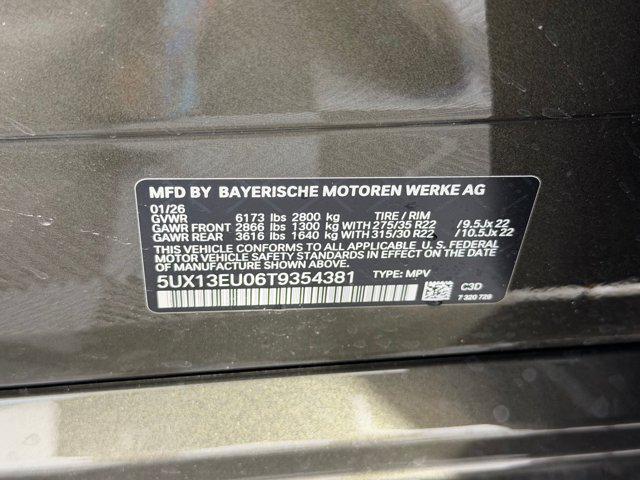 MFD BY BAYERISCHE MOTOREN WERKE AG
01/26
GVWR 6173 lbs 2800 kg TIRE / RIM
GAWR FRONT 2866 lbs 1300 kg WITH 275/35 R22 /9.5Jx22
GAWR REAR 3616 lbs 1640 kg WITH 315/30 R22 /10.5Jx22
THIS VEHICLE CONFORMS TO ALL APPLICABLE U.S. FEDERAL
MOTOR VEHICLE SAFETY STANDARDS IN EFFECT ON THE DATE
OF MANUFACTURE SHOWN ABOVE.
5UX13EU06T9354381 TYPE: MPV
C3D
7 320 729